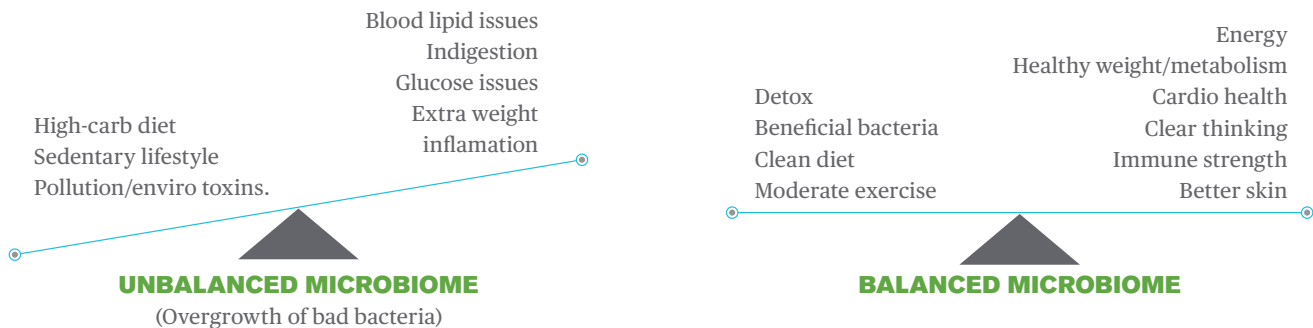 High-carb diet
Sedentary lifestyle
Pollution/enviro toxins.
Blood lipid issues
Indigestion
Glucose issues
Extra weight
inflamation
UNBALANCED MICROBIOME
(Overgrowth of bad bacteria)
Detox
Beneficial bacteria
Clean diet
Moderate exercise
Energy
Healthy weight/metabolism
Cardio health
Clear thinking
Immune strength
Better skin
BALANCED MICROBIOME